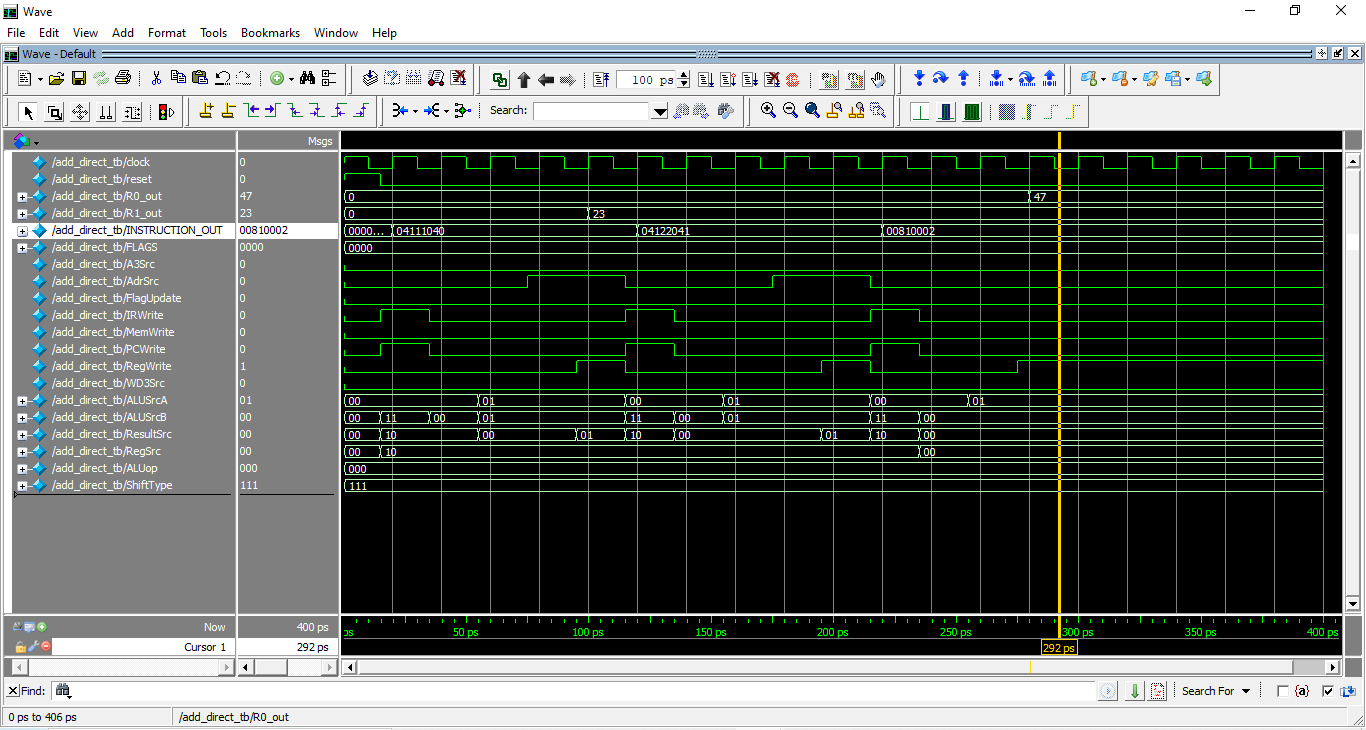 Wave
File Edit View Add Format Tools Bookmarks Window Help
Wave - Default
100 ps
Search:
Msgs
/add_direct_tb/clock 0
/add_direct_tb/reset 0
/add_direct_tb/R0_out 47 0 47
/add_direct_tb/R1_out 23 0 23
/add_direct_tb/INSTRUCTION_OUT 00810002 0000... 04111040 04122041 00810002
/add_direct_tb/FLAGS 0000 0000
/add_direct_tb/A3Src 0
/add_direct_tb/AdrSrc 0
/add_direct_tb/FlagUpdate 0
/add_direct_tb/IRWrite 0
/add_direct_tb/MemWrite 0
/add_direct_tb/PCWrite 0
/add_direct_tb/RegWrite 1
/add_direct_tb/WD3Src 0
/add_direct_tb/ALUSrcA 01 00 01 00 01 00 01
/add_direct_tb/ALUSrcB 00 00 11 00 01 11 00 01 11 00
/add_direct_tb/ResultSrc 00 00 10 00 01 10 00 01 10 00
/add_direct_tb/RegSrc 00 00 10 00
/add_direct_tb/ALUop 000 000
/add_direct_tb/ShiftType 111 111
Now 400 ps ps 50 ps 100 ps 150 ps 200 ps 250 ps 300 ps 350 ps 400 ps
Cursor 1 292 ps 292 ps
Find: Search For {a}
0 ps to 406 ps /add_direct_tb/R0_out